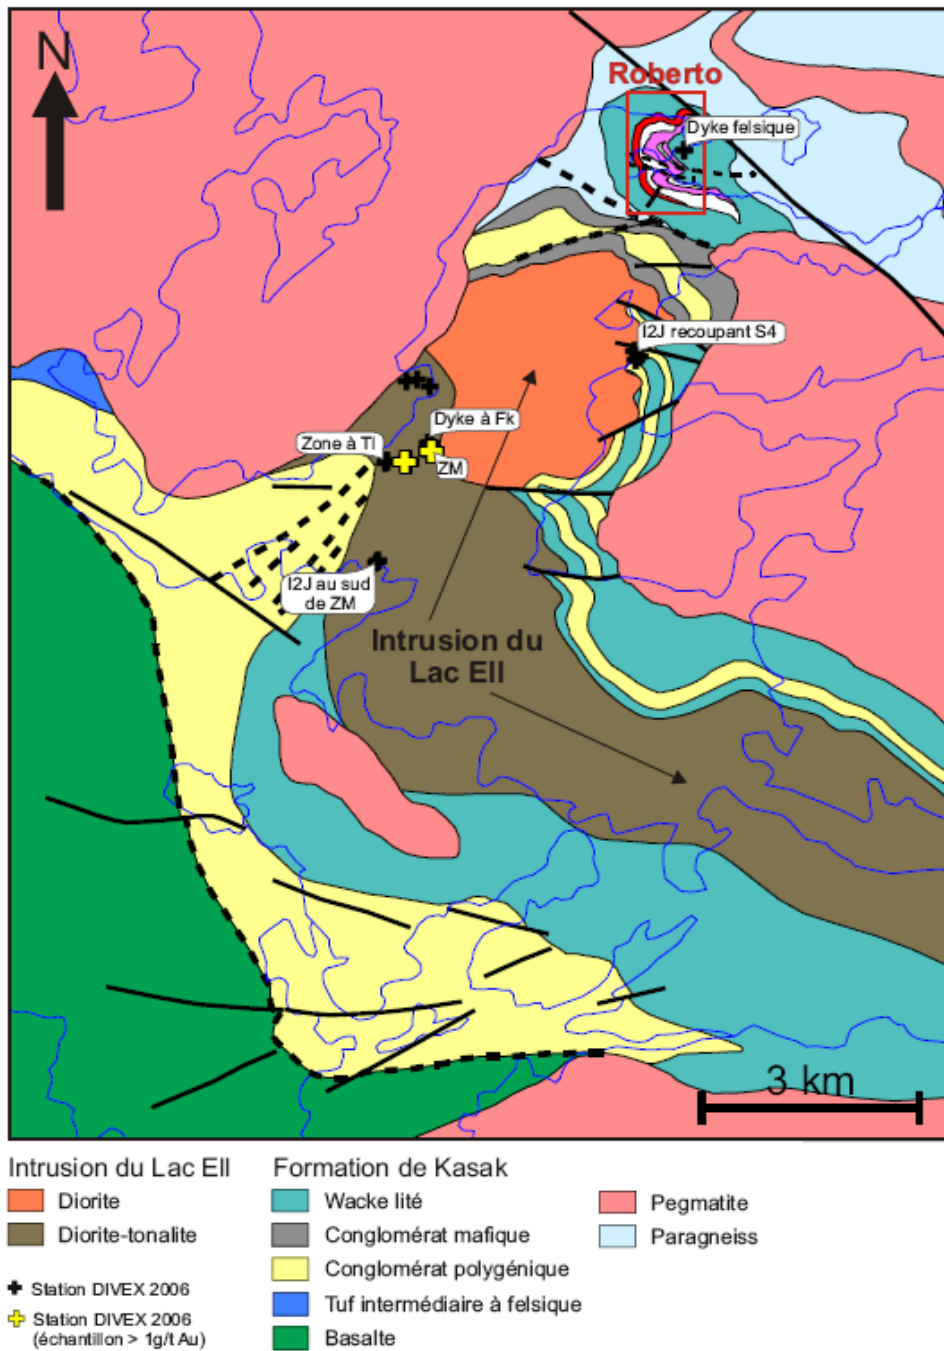 N
Roberto
Dyke felsique
I2J recoupant S4
Dyke à Fk
Zone à Tl
ZM
I2J au sud
de ZM
Intrusion du
Lac Ell
3 km
Intrusion du Lac Ell
Diorite
Diorite-tonalite
Station DIVEX 2006
Station DIVEX 2006
(échantillon > 1g/t Au)
Formation de Kasak
Wacke lité
Conglomérat mafique
Conglomérat polygénique
Tuf intermédiaire à felsique
Basalte
Pegmatite
Paragneiss